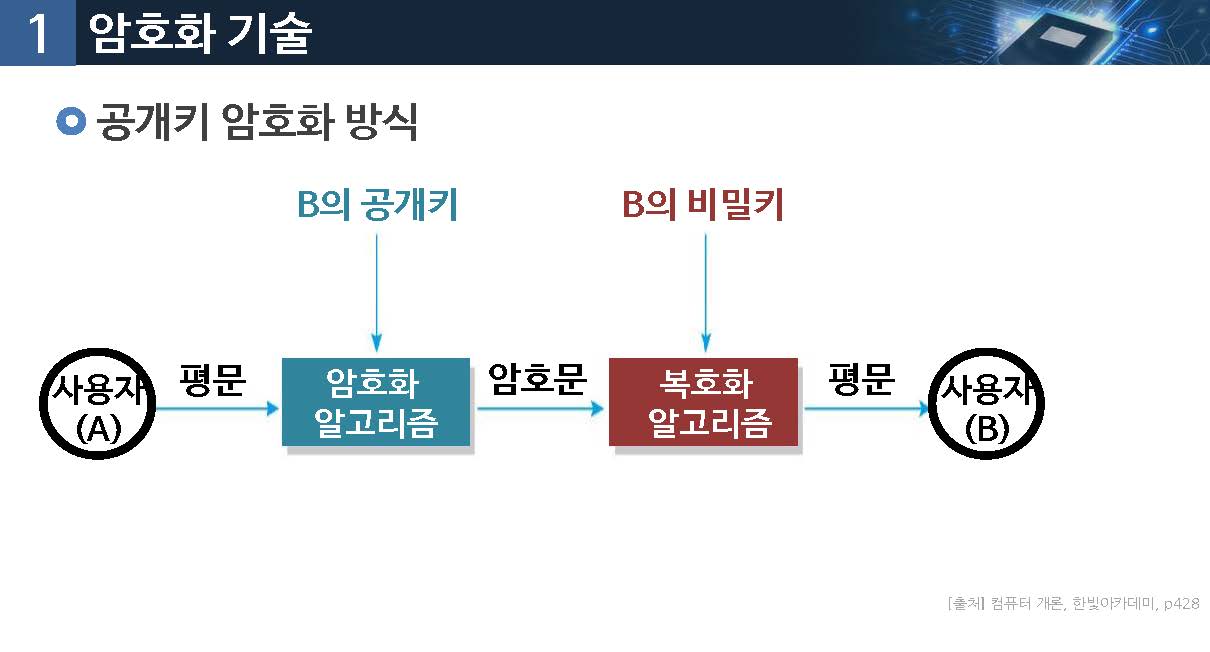 1 암호화 기술
공개키 암호화 방식
B의 공개키
B의 비밀키
사용자
(A)
평문
암호화
알고리즘
암호문
복호화
알고리즘
평문
사용자
(B)
[출처] 컴퓨터 개론, 한빛아카데미, p428